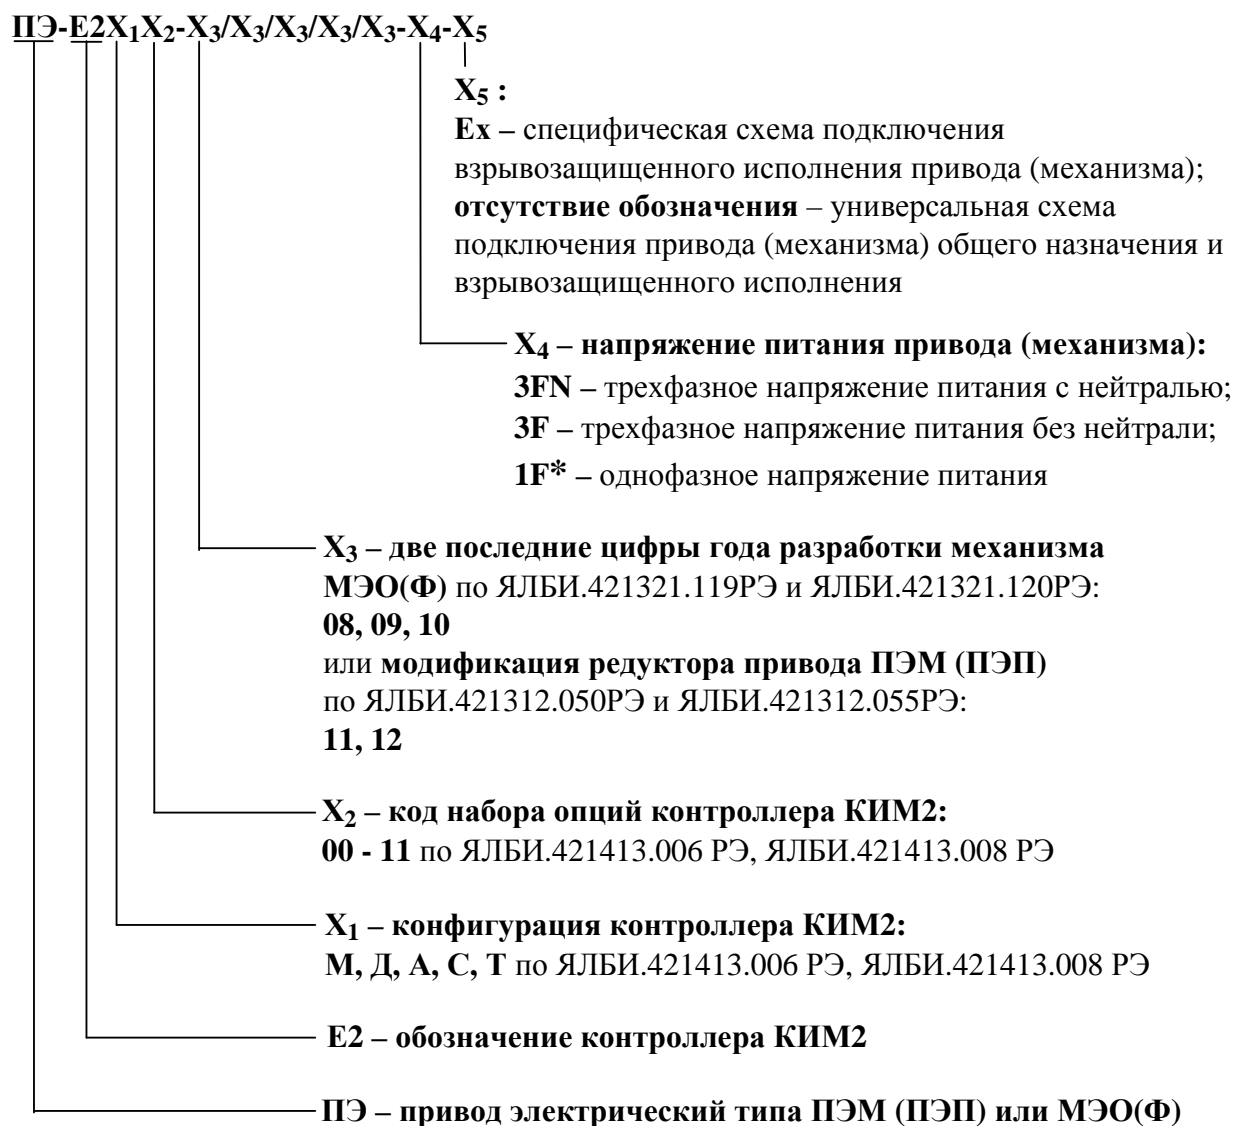 ПЭ-Е2X1X2-X3/X3/X3/X3/X3-X4-X5
X5 :
Ex – специфическая схема подключения
взрывозащищенного исполнения привода (механизма);
отсутствие обозначения – универсальная схема
подключения привода (механизма) общего назначения и
взрывозащищенного исполнения
X4 – напряжение питания привода (механизма):
3FN – трехфазное напряжение питания с нейтралью;
3F – трехфазное напряжение питания без нейтрали;
1F* – однофазное напряжение питания
X3 – две последние цифры года разработки механизма
МЭО(Ф) по ЯЛБИ.421321.119РЭ и ЯЛБИ.421321.120РЭ:
08, 09, 10
или модификация редуктора привода ПЭМ (ПЭП)
по ЯЛБИ.421312.050РЭ и ЯЛБИ.421312.055РЭ:
11, 12
X2 – код набора опций контроллера КИМ2:
00 - 11 по ЯЛБИ.421413.006 РЭ, ЯЛБИ.421413.008 РЭ
X1 – конфигурация контроллера КИМ2:
М, Д, А, С, Т по ЯЛБИ.421413.006 РЭ, ЯЛБИ.421413.008 РЭ
Е2 – обозначение контроллера КИМ2
ПЭ – привод электрический типа ПЭМ (ПЭП) или МЭО(Ф)